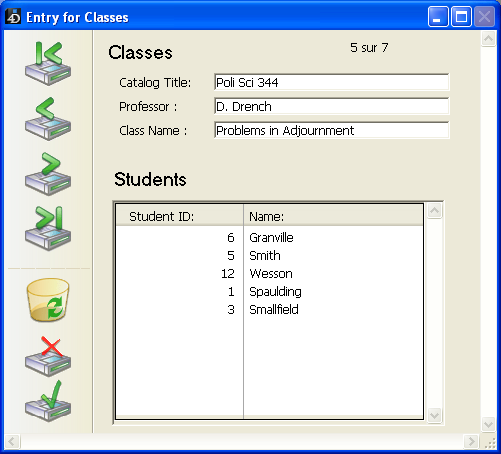 Entry for Classes
Classes
5 sur 7
Catalog Title: Poli Sci 344
Professor : D. Drench
Class Name : Problems in Adjournment
Students
Student ID: Name:
6 Granville
5 Smith
12 Wesson
1 Spaulding
3 Smallfield